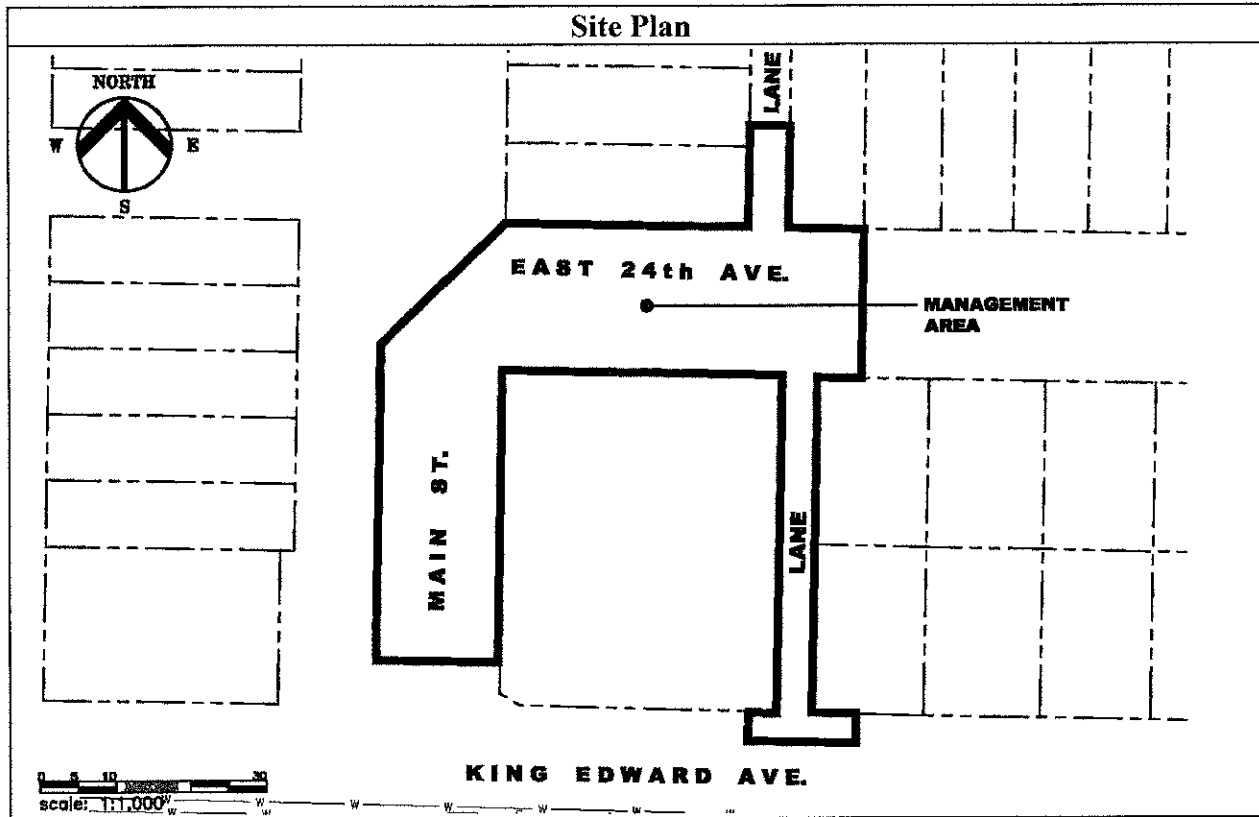 Site Plan
NORTH
W E
S
LANE
EAST 24th AVE.
MANAGEMENT
AREA
MAIN ST.
LANE
KING EDWARD AVE.
0 5 10 30
scale: 1:1,000
W W W W W W
W W W